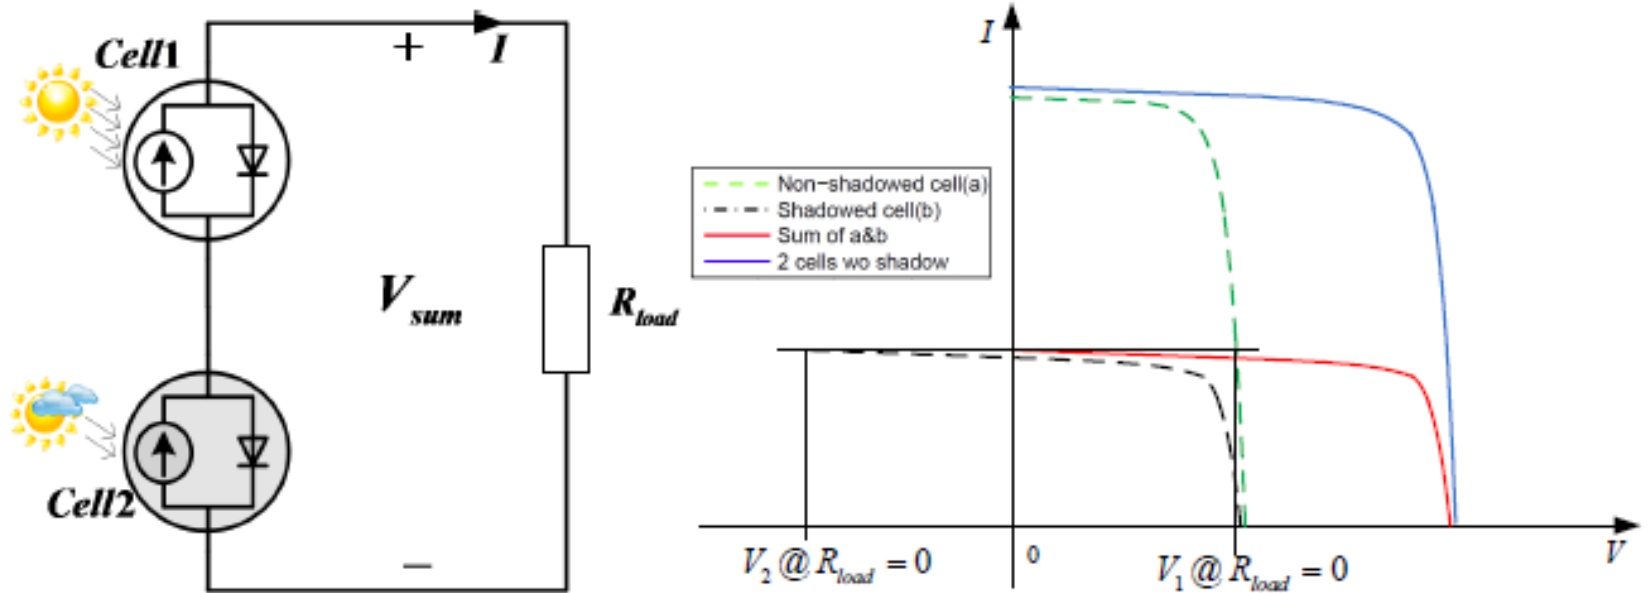 Cell1
+
I
V_sum
R_load
Cell2
−
I
Non-shadowed cell(a)
Shadowed cell(b)
Sum of a&b
2 cells wo shadow
V_2 @ R_load = 0
0
V_1 @ R_load = 0
V